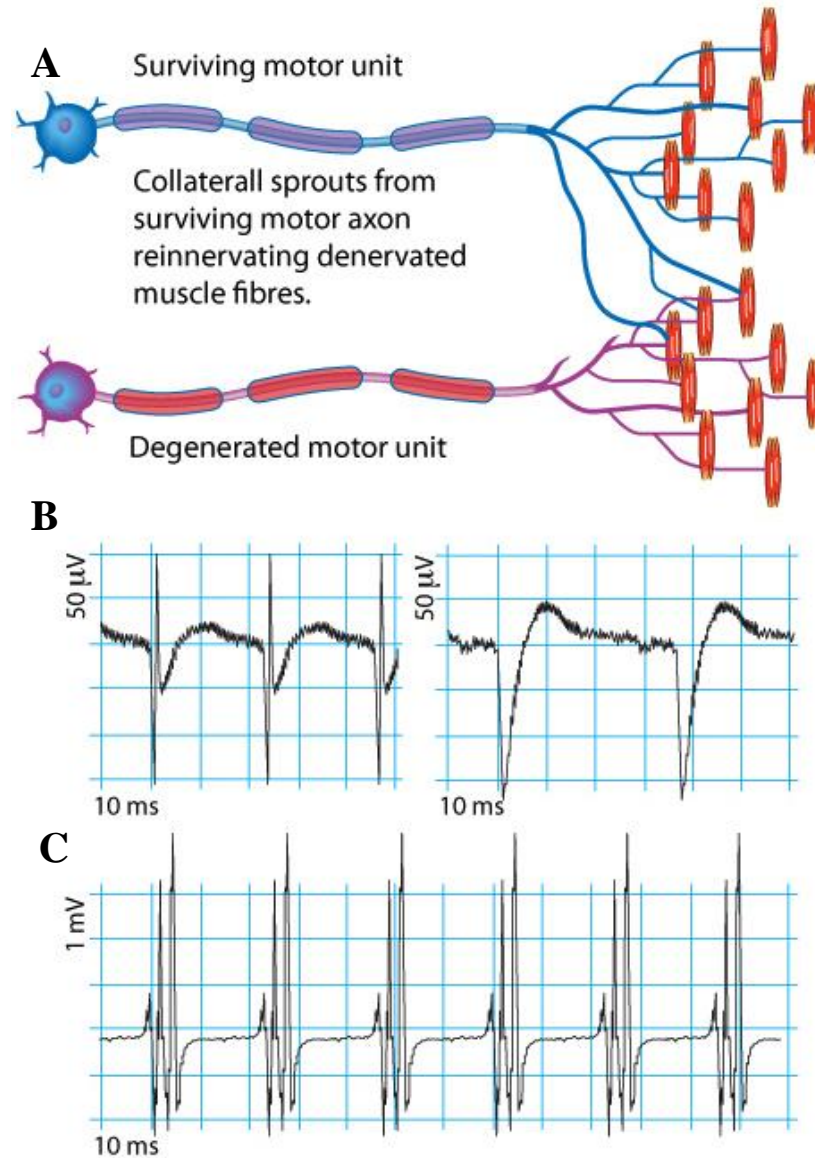 A
Surviving motor unit
Collaterall sprouts from
surviving motor axon
reinnervating denervated
muscle fibres.
Degenerated motor unit
B
50 µV
50 µV
10 ms
10 ms
C
1 mV
10 ms